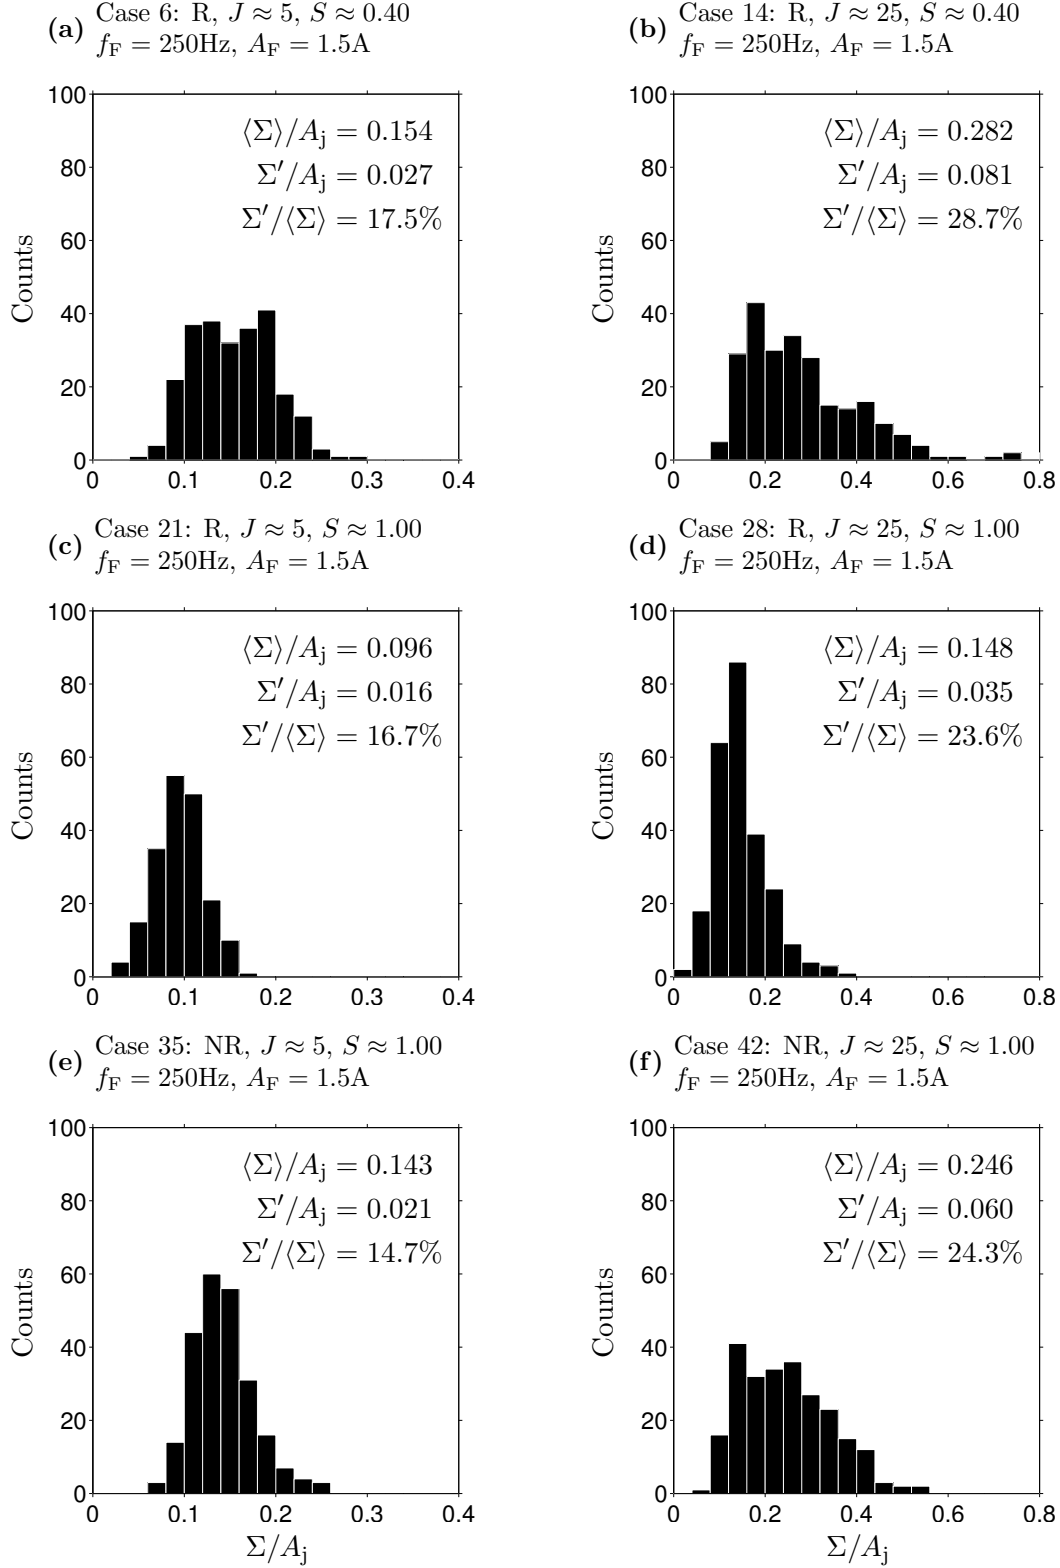 (a) Case 6: R, J ≈ 5, S ≈ 0.40
f_F = 250Hz, A_F = 1.5A
100
80
60
40
20
0
Counts
⟨Σ⟩/A_j = 0.154
Σ′/A_j = 0.027
Σ′/⟨Σ⟩ = 17.5%
0 0.1 0.2 0.3 0.4
(b) Case 14: R, J ≈ 25, S ≈ 0.40
f_F = 250Hz, A_F = 1.5A
100
80
60
40
20
0
Counts
⟨Σ⟩/A_j = 0.282
Σ′/A_j = 0.081
Σ′/⟨Σ⟩ = 28.7%
0 0.2 0.4 0.6 0.8
(c) Case 21: R, J ≈ 5, S ≈ 1.00
f_F = 250Hz, A_F = 1.5A
100
80
60
40
20
0
Counts
⟨Σ⟩/A_j = 0.096
Σ′/A_j = 0.016
Σ′/⟨Σ⟩ = 16.7%
0 0.1 0.2 0.3 0.4
(d) Case 28: R, J ≈ 25, S ≈ 1.00
f_F = 250Hz, A_F = 1.5A
100
80
60
40
20
0
Counts
⟨Σ⟩/A_j = 0.148
Σ′/A_j = 0.035
Σ′/⟨Σ⟩ = 23.6%
0 0.2 0.4 0.6 0.8
(e) Case 35: NR, J ≈ 5, S ≈ 1.00
f_F = 250Hz, A_F = 1.5A
100
80
60
40
20
0
Counts
⟨Σ⟩/A_j = 0.143
Σ′/A_j = 0.021
Σ′/⟨Σ⟩ = 14.7%
0 0.1 0.2 0.3 0.4
Σ/A_j
(f) Case 42: NR, J ≈ 25, S ≈ 1.00
f_F = 250Hz, A_F = 1.5A
100
80
60
40
20
0
Counts
⟨Σ⟩/A_j = 0.246
Σ′/A_j = 0.060
Σ′/⟨Σ⟩ = 24.3%
0 0.2 0.4 0.6 0.8
Σ/A_j